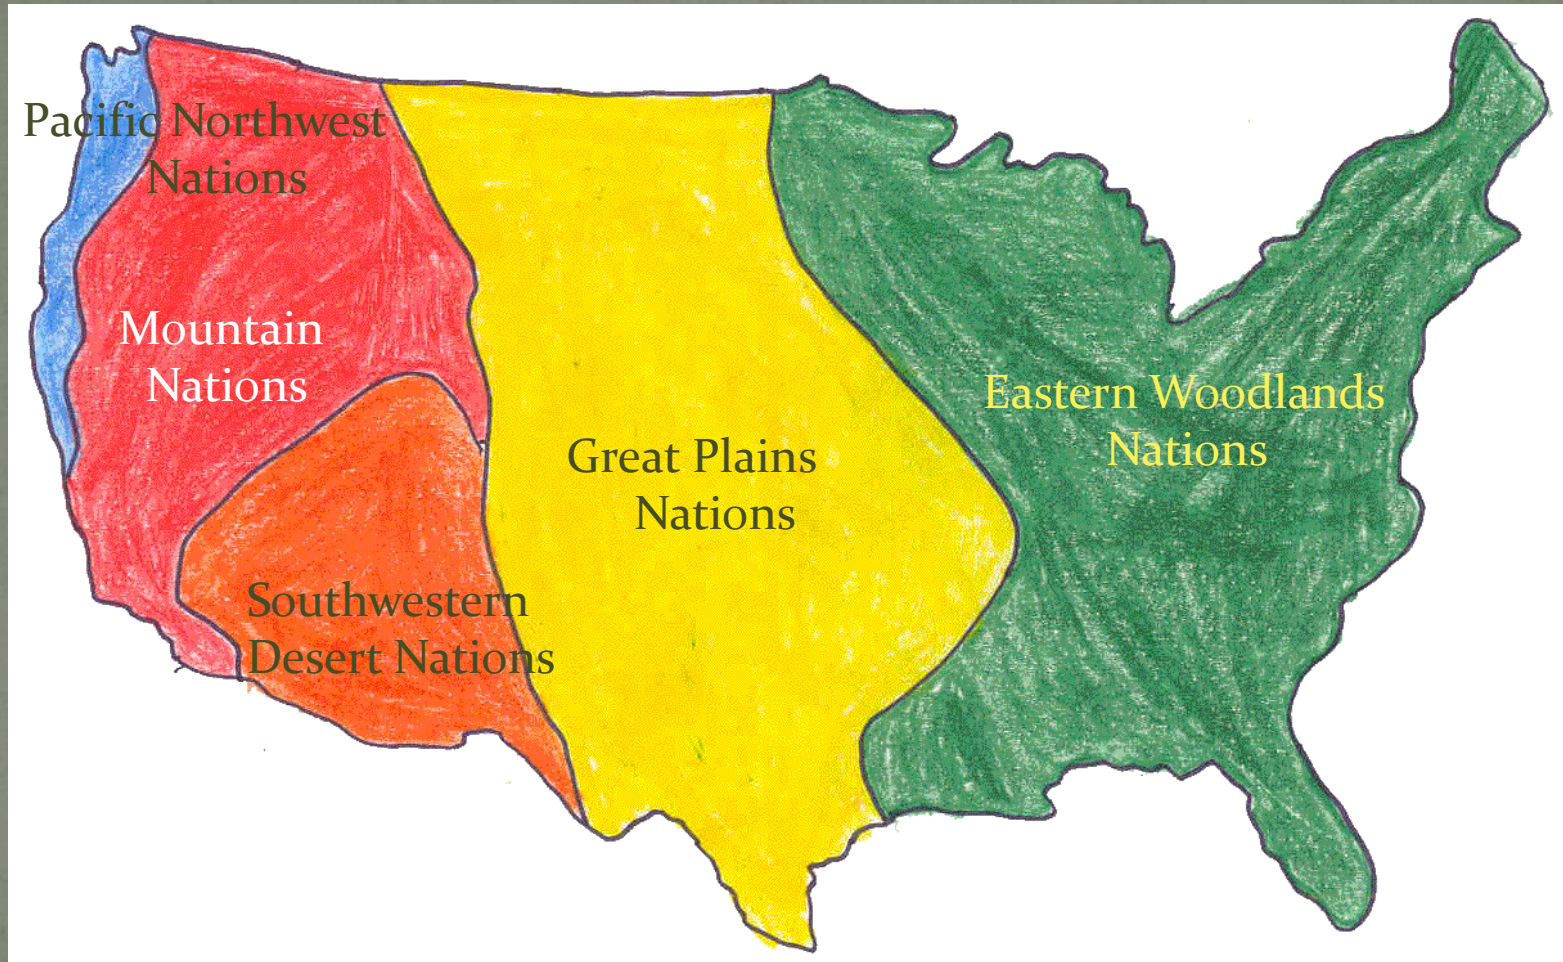 Pacific Northwest
Nations
Mountain
Nations
Great Plains
Nations
Eastern Woodlands
Nations
Southwestern
Desert Nations